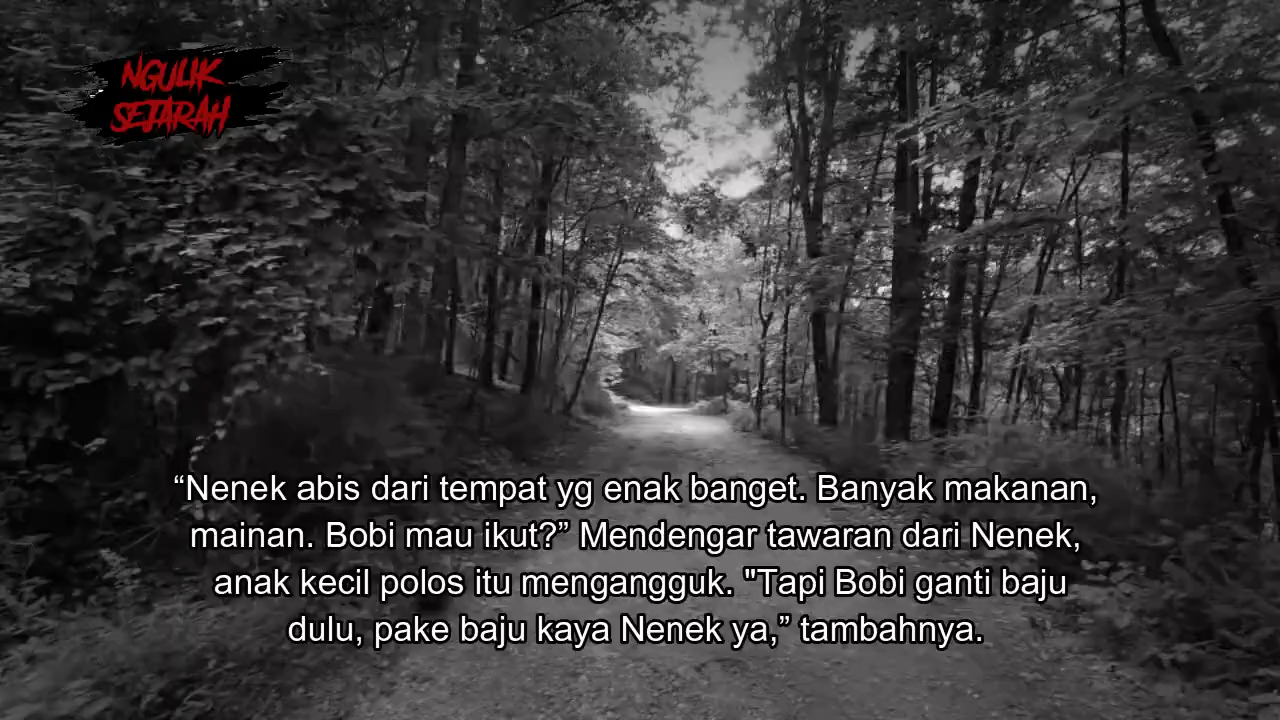 NGULIK
SEJARAH
“Nenek abis dari tempat yg enak banget. Banyak makanan,
mainan. Bobi mau ikut?” Mendengar tawaran dari Nenek,
anak kecil polos itu mengangguk. "Tapi Bobi ganti baju
dulu, pake baju kaya Nenek ya,” tambahnya.